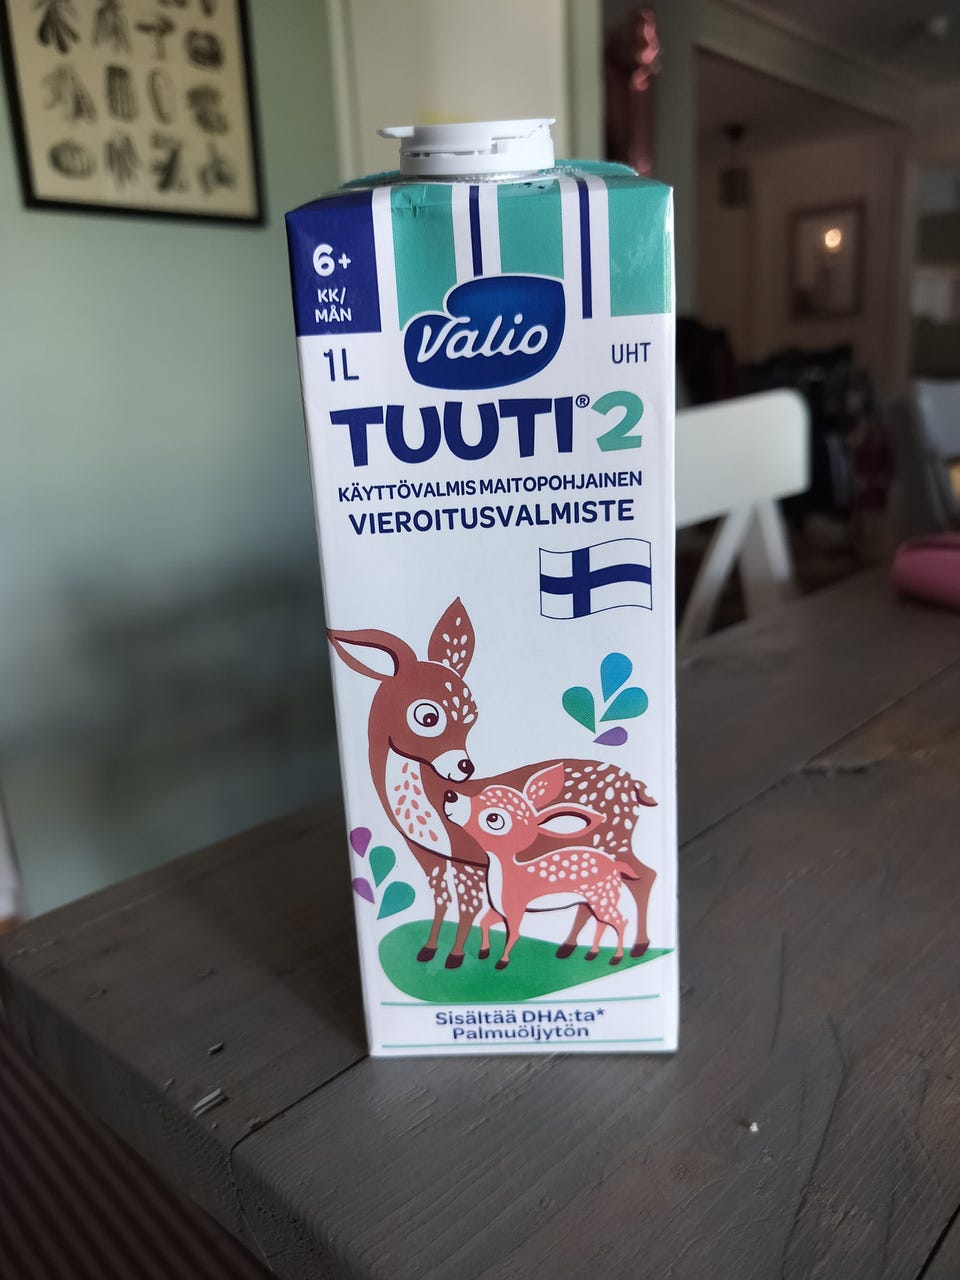 6+
KK/
MÅN
Valio
1L
UHT
TUUTI®2
KÄYTTÖVALMIS MAITOPOHJAINEN
VIEROITUSVALMISTE
Sisältää DHA:ta*
Palmuöljytön